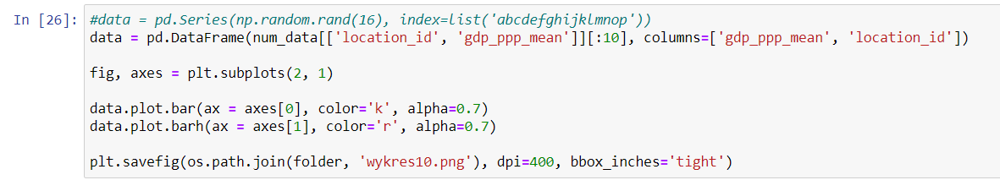 In [26]: #data = pd.Series(np.random.rand(16), index=list('abcdefghijklmnop'))
data = pd.DataFrame(num_data[['location_id', 'gdp_ppp_mean']][:10], columns=['gdp_ppp_mean', 'location_id'])
fig, axes = plt.subplots(2, 1)
data.plot.bar(ax = axes[0], color='k', alpha=0.7)
data.plot.barh(ax = axes[1], color='r', alpha=0.7)
plt.savefig(os.path.join(folder, 'wykres10.png'), dpi=400, bbox_inches='tight')